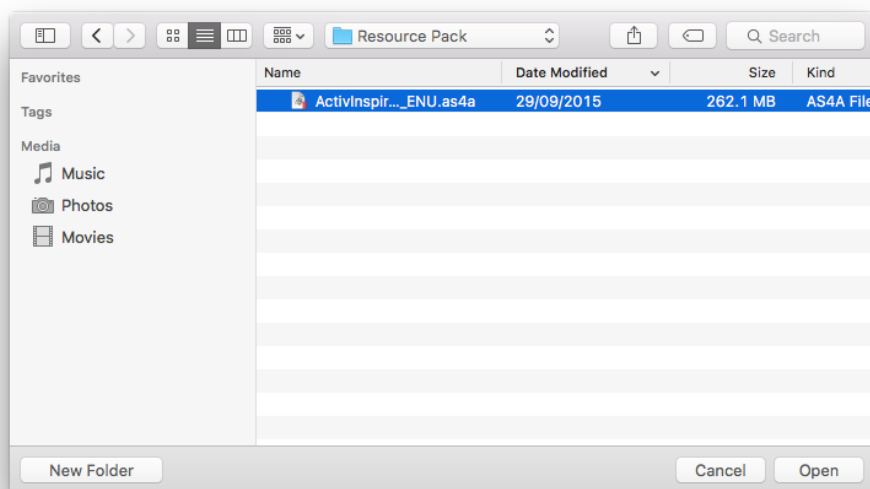 Resource Pack
Search
Favorites
Tags
Media
Music
Photos
Movies
Name Date Modified Size Kind
ActivInspir..._ENU.as4a 29/09/2015 262.1 MB AS4A File
New Folder Cancel Open